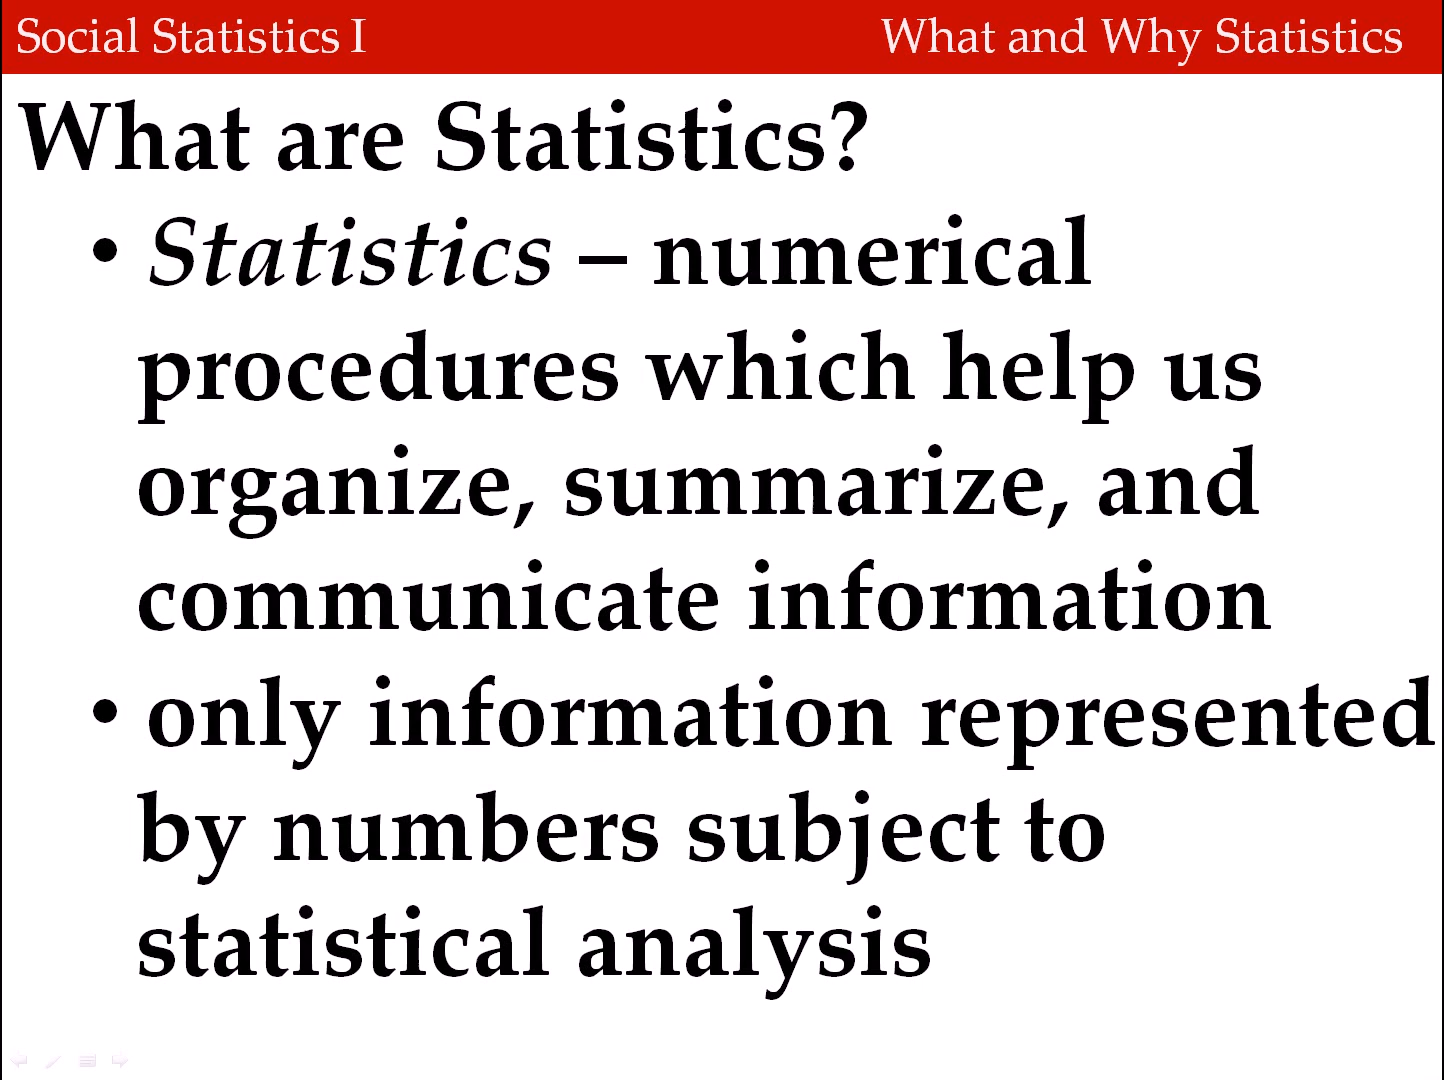 Social Statistics I
What and Why Statistics
What are Statistics?
• Statistics – numerical
procedures which help us
organize, summarize, and
communicate information
• only information represented
by numbers subject to
statistical analysis